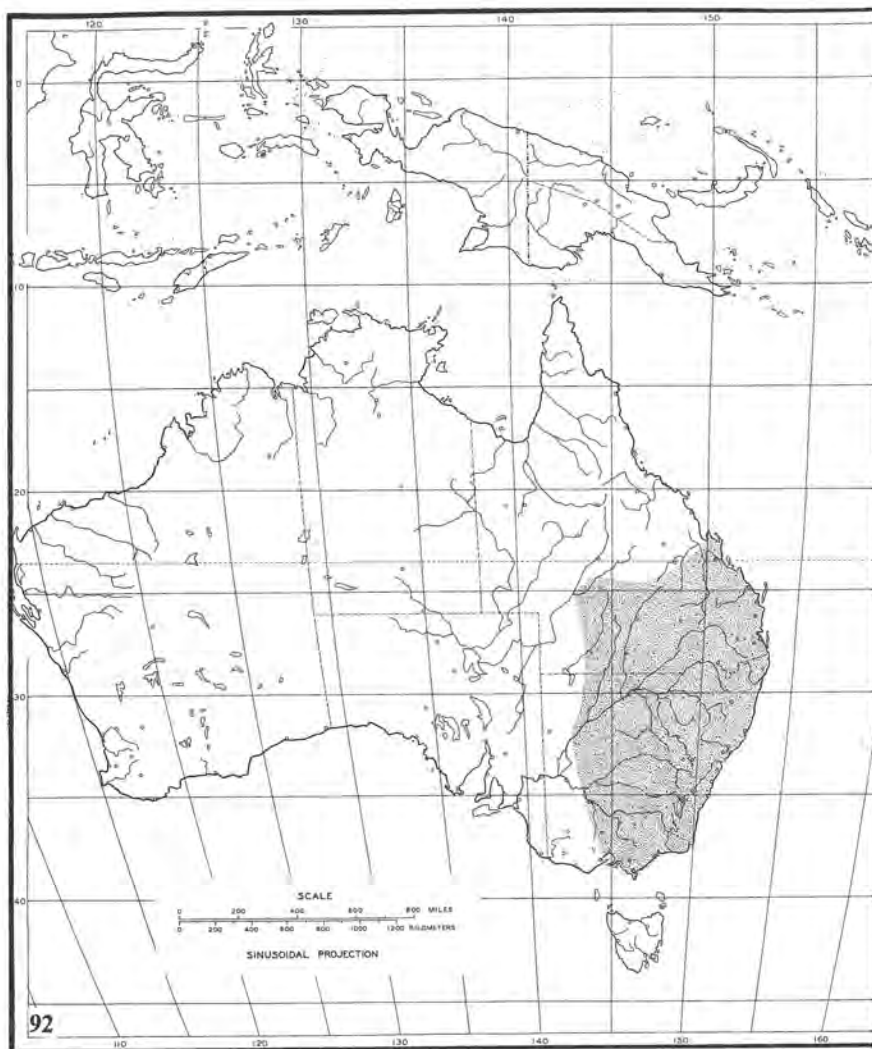 120 130 140 150
0
10
20
30
40
SCALE
0 200 400 600 800 MILES
0 200 400 600 800 1000 1200 KILOMETERS
SINUSOIDAL PROJECTION
92
110 120 130 140 150 160